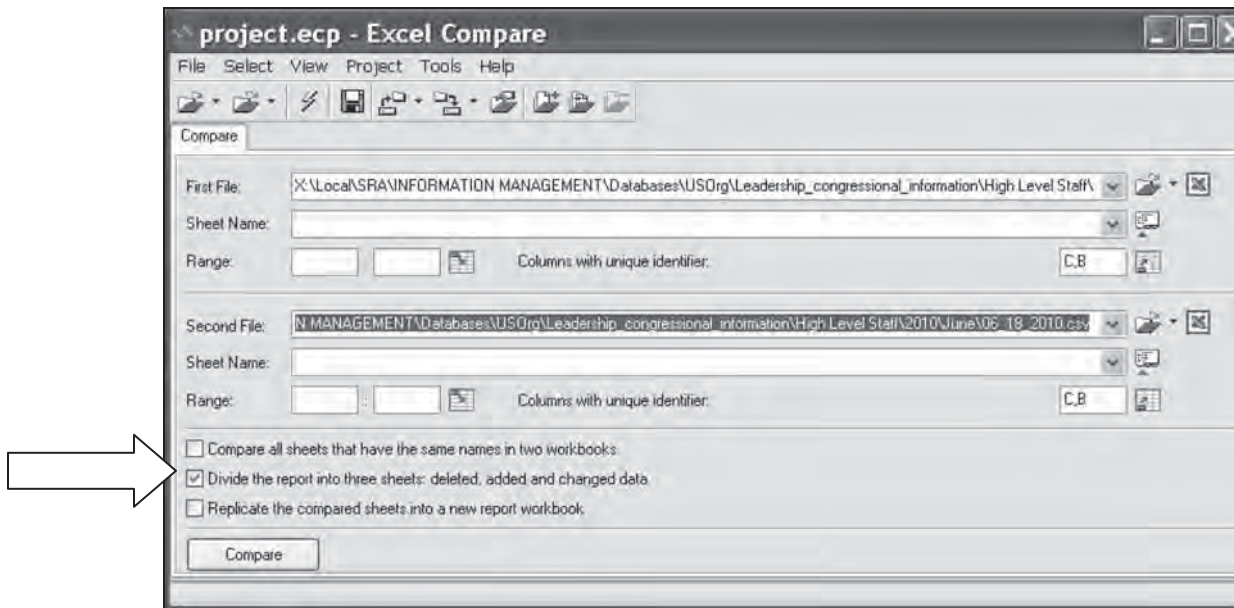 project.ecp - Excel Compare
File Select View Project Tools Help
Compare
First File: X:\Local\SRA\INFORMATION MANAGEMENT\Databases\USOrg\Leadership_congressional_information\High Level Staff\
Sheet Name:
Range: Columns with unique identifier: C,B
Second File: N MANAGEMENT\Databases\USOrg\Leadership_congressional_information\High Level Staff\2010\June\06_18_2010.csv
Sheet Name:
Range: : Columns with unique identifier: C,B
Compare all sheets that have the same names in two workbooks
Divide the report into three sheets: deleted, added and changed data
Replicate the compared sheets into a new report workbook
Compare